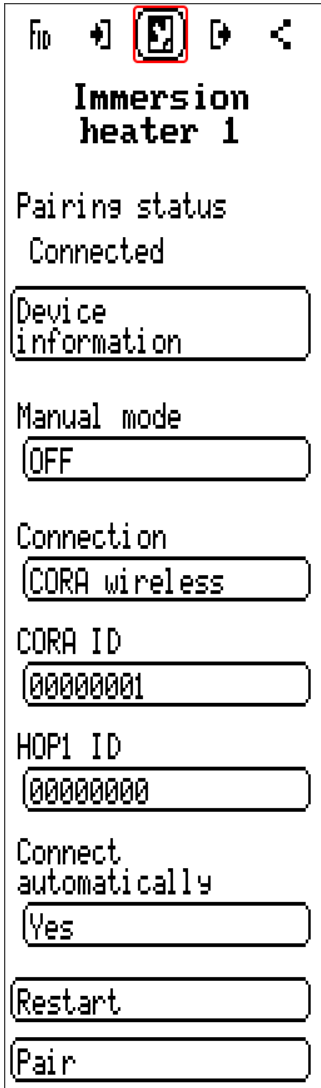 FID
Immersion
heater 1
Pairing status
Connected
Device
information
Manual mode
OFF
Connection
CORA wireless
CORA ID
00000001
HOP1 ID
00000000
Connect
automatically
Yes
Restart
Pair